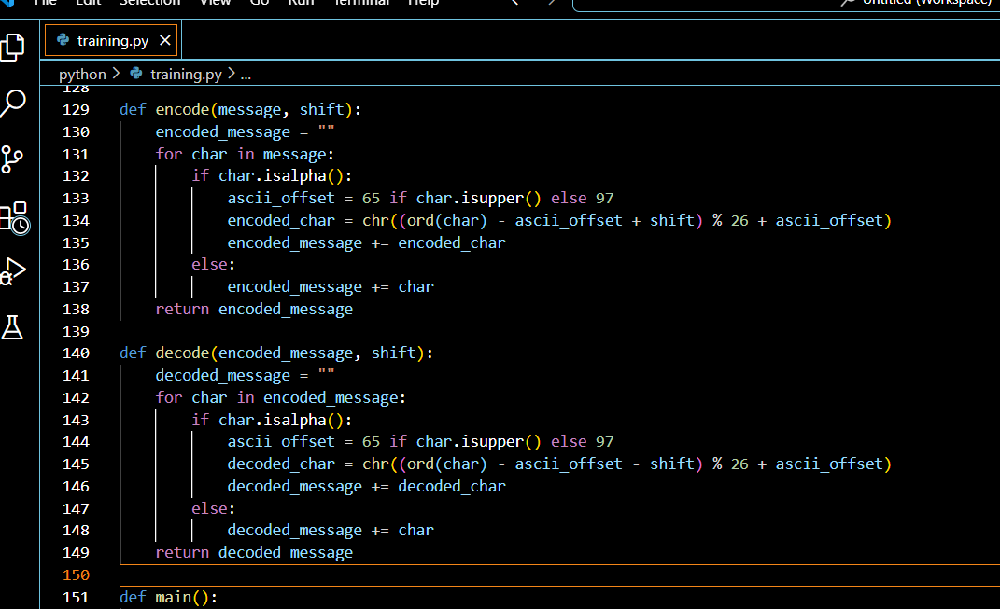 File Edit Selection View Go Run Terminal Help Untitled (Workspace)
training.py
python > training.py > ...
128
129 def encode(message, shift):
130     encoded_message = ""
131     for char in message:
132         if char.isalpha():
133             ascii_offset = 65 if char.isupper() else 97
134             encoded_char = chr((ord(char) - ascii_offset + shift) % 26 + ascii_offset)
135             encoded_message += encoded_char
136         else:
137             encoded_message += char
138     return encoded_message
139
140 def decode(encoded_message, shift):
141     decoded_message = ""
142     for char in encoded_message:
143         if char.isalpha():
144             ascii_offset = 65 if char.isupper() else 97
145             decoded_char = chr((ord(char) - ascii_offset - shift) % 26 + ascii_offset)
146             decoded_message += decoded_char
147         else:
148             decoded_message += char
149     return decoded_message
150
151 def main():